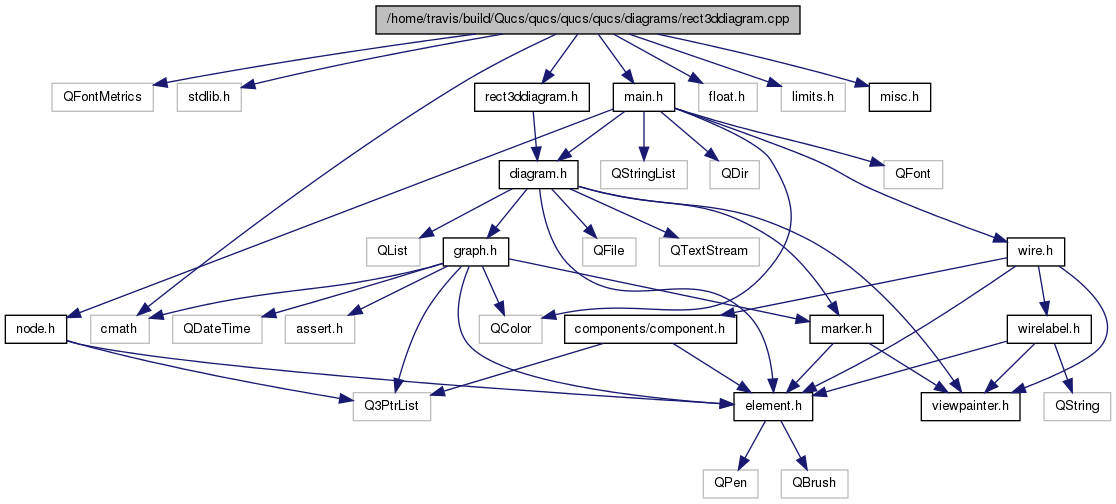 /home/travis/build/Qucs/qucs/qucs/qucs/diagrams/rect3ddiagram.cpp
QFontMetrics
stdlib.h
rect3ddiagram.h
main.h
float.h
limits.h
misc.h
diagram.h
QStringList
QDir
QFont
QList
graph.h
QFile
QTextStream
wire.h
node.h
cmath
QDateTime
assert.h
QColor
components/component.h
marker.h
wirelabel.h
Q3PtrList
element.h
viewpainter.h
QString
QPen
QBrush